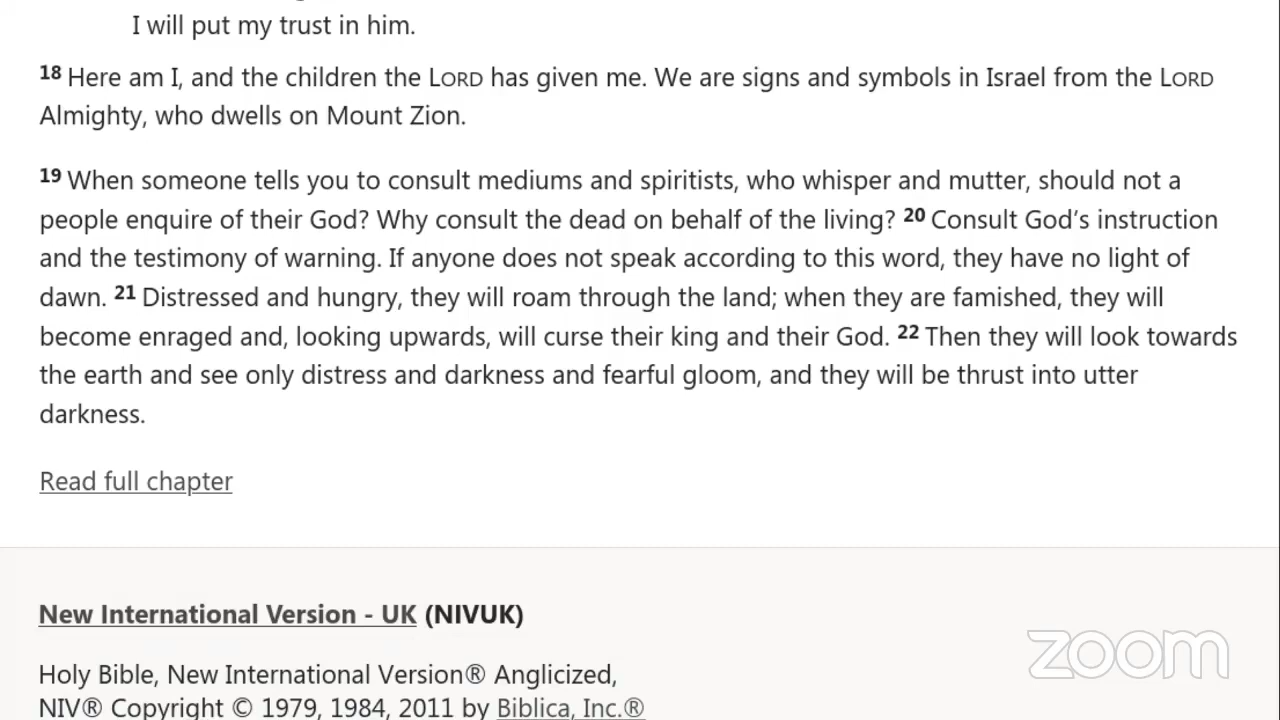 I will put my trust in him.
18 Here am I, and the children the LORD has given me. We are signs and symbols in Israel from the LORD
Almighty, who dwells on Mount Zion.
19 When someone tells you to consult mediums and spiritists, who whisper and mutter, should not a
people enquire of their God? Why consult the dead on behalf of the living? 20 Consult God’s instruction
and the testimony of warning. If anyone does not speak according to this word, they have no light of
dawn. 21 Distressed and hungry, they will roam through the land; when they are famished, they will
become enraged and, looking upwards, will curse their king and their God. 22 Then they will look towards
the earth and see only distress and darkness and fearful gloom, and they will be thrust into utter
darkness.
Read full chapter
New International Version - UK (NIVUK)
Holy Bible, New International Version® Anglicized,
NIV® Copyright © 1979, 1984, 2011 by Biblica, Inc.®
zoom